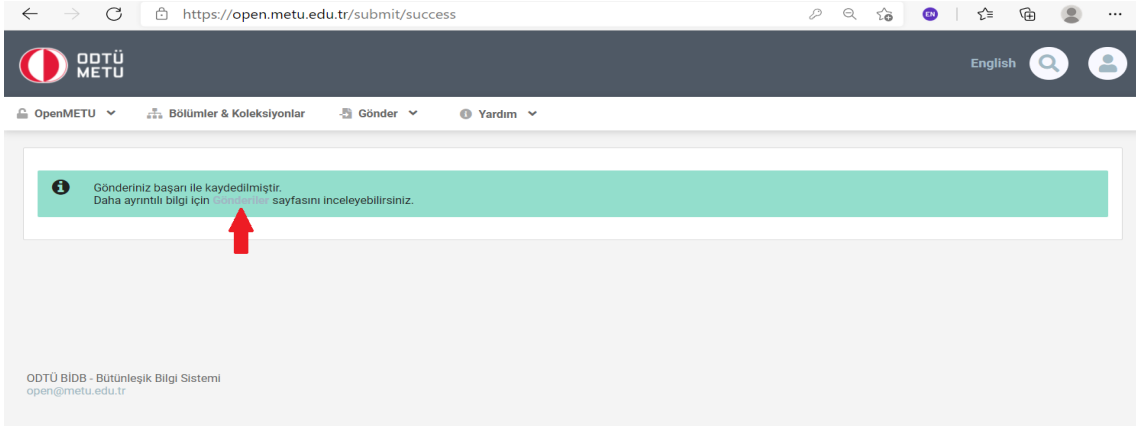 https://open.metu.edu.tr/submit/success
EN
ODTÜ
METU
English
OpenMETU
Bölümler & Koleksiyonlar
Gönder
Yardım
Gönderiniz başarı ile kaydedilmiştir.
Daha ayrıntılı bilgi için Gönderiler sayfasını inceleyebilirsiniz.
ODTÜ BİDB - Bütünleşik Bilgi Sistemi
open@metu.edu.tr